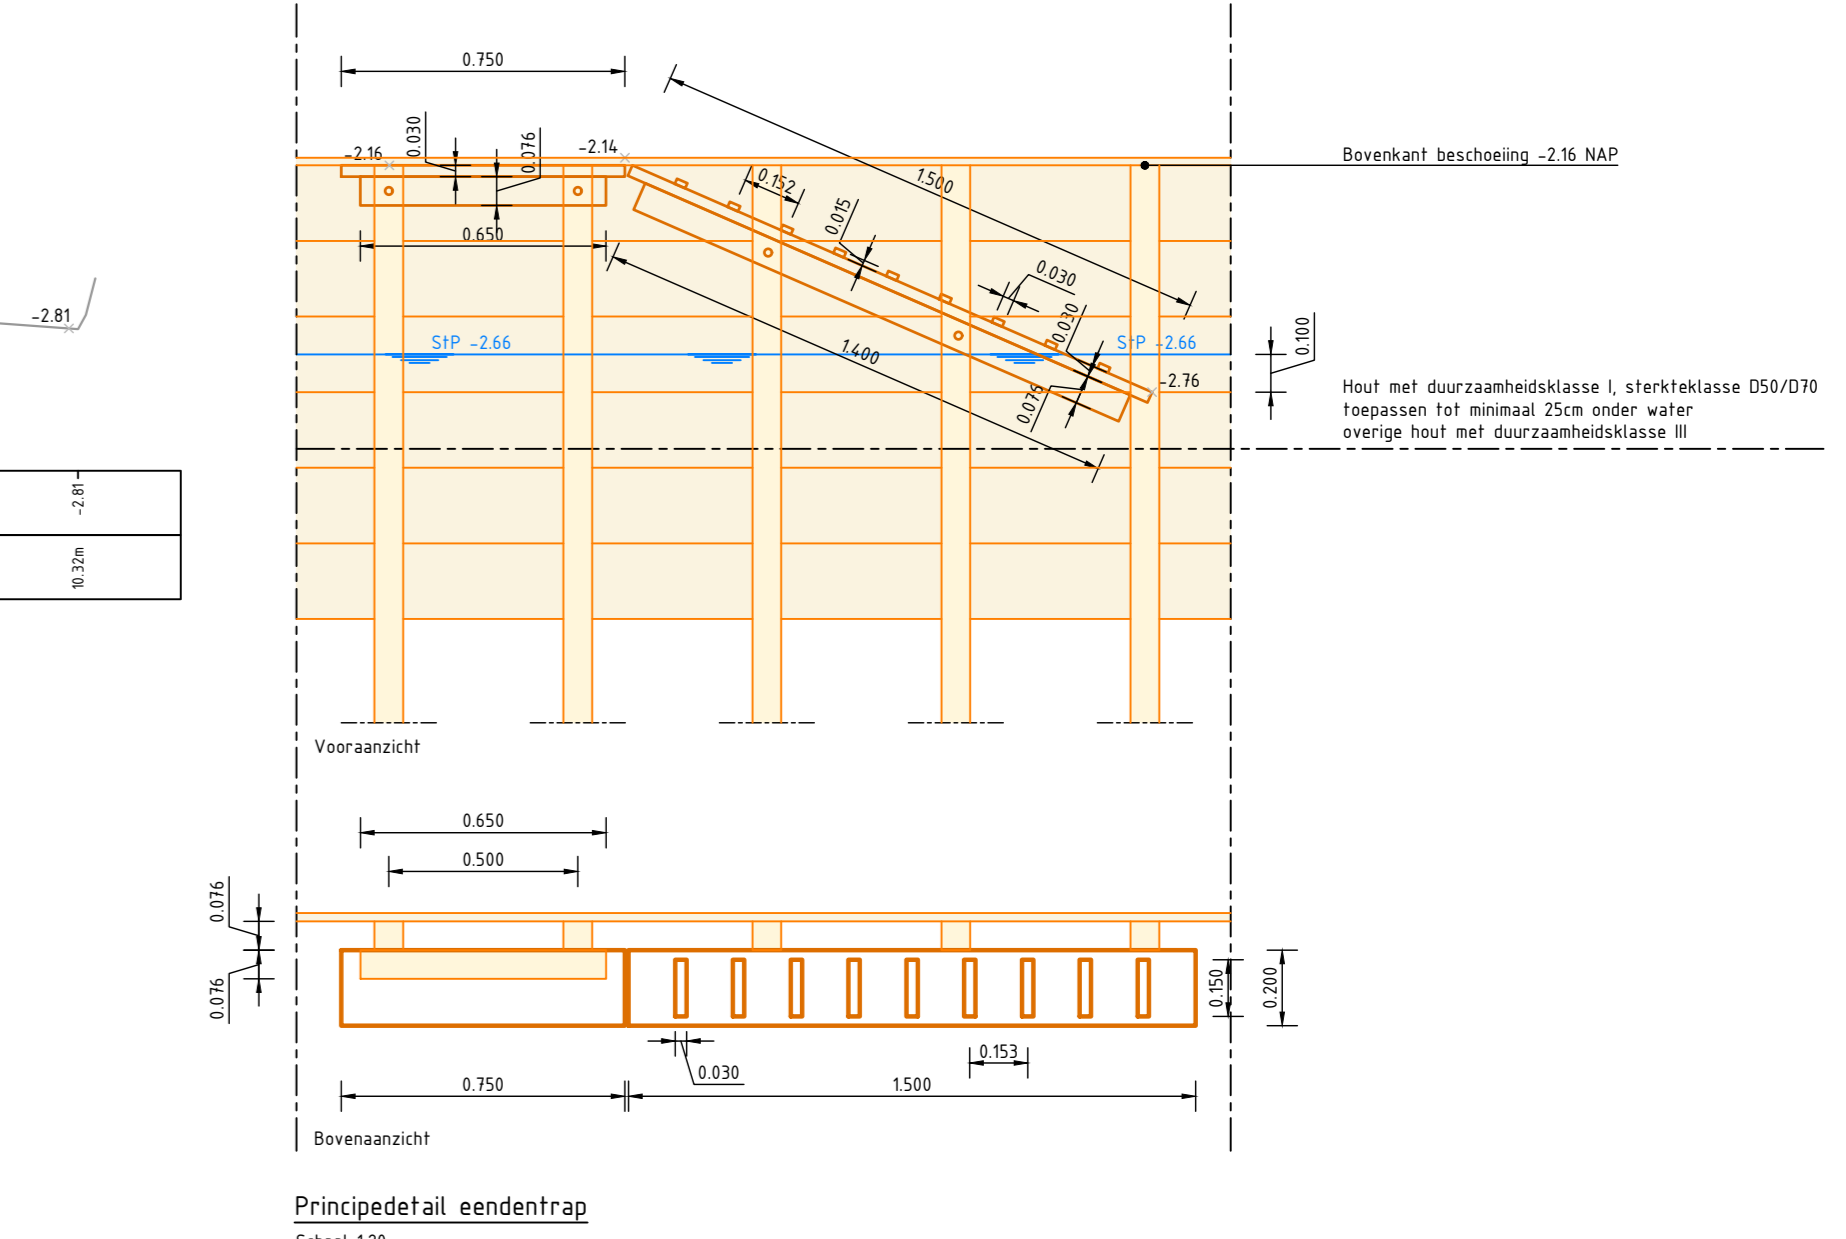 0.750
0.030
0.076
-2.16
-2.14
0.152
1.500
0.015
Bovenkant beschoeiing -2.16 NAP
0.650
0.030
0.030
-2.81
StP -2.66
1.400
StP -2.66
0.100
0.076
-2.76
Hout met duurzaamheidsklasse I, sterkteklasse D50/D70
toepassen tot minimaal 25cm onder water
overige hout met duurzaamheidsklasse III
-2.81
10.32m
Vooraanzicht
0.650
0.500
0.076
0.076
0.150
0.200
0.153
0.030
0.750
1.500
Bovenaanzicht
Principedetail eendentrap